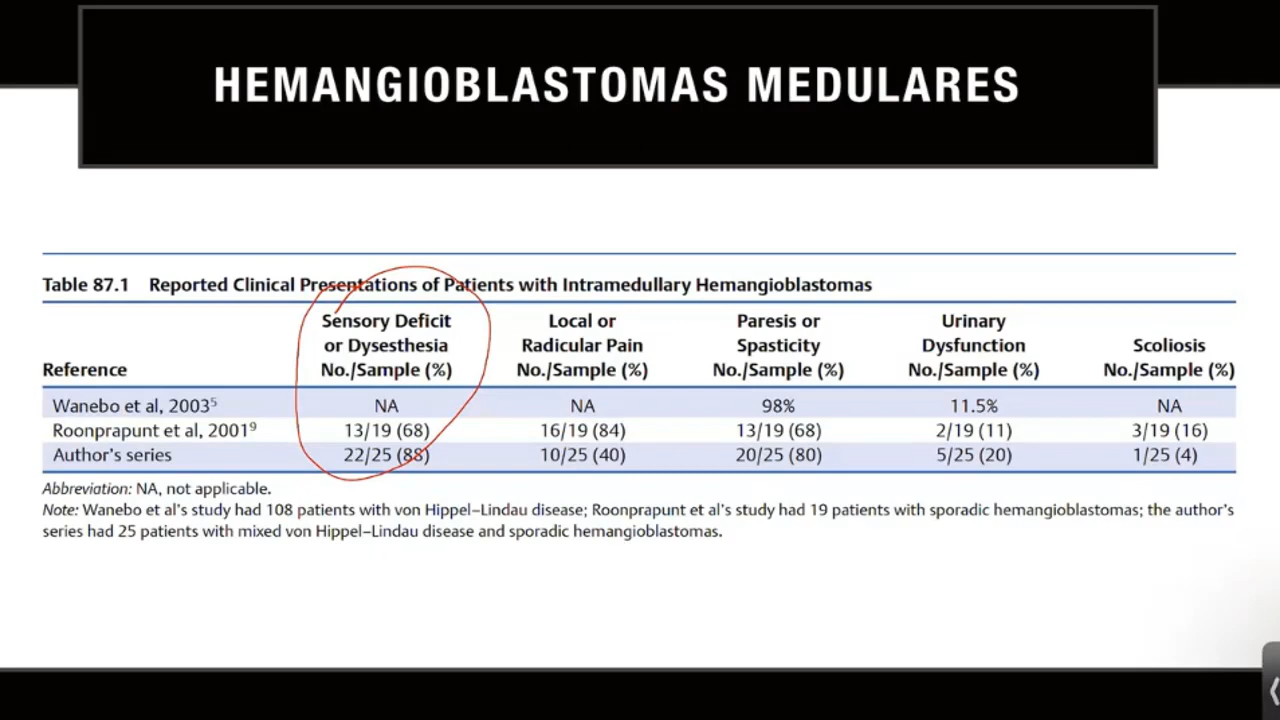 HEMANGIOBLASTOMAS MEDULARES
Table 87.1 Reported Clinical Presentations of Patients with Intramedullary Hemangioblastomas
Reference
Sensory Deficit
or Dysesthesia
No./Sample (%)
Local or
Radicular Pain
No./Sample (%)
Paresis or
Spasticity
No./Sample (%)
Urinary
Dysfunction
No./Sample (%)
Scoliosis
No./Sample (%)
Wanebo et al, 2003⁵ NA NA 98% 11.5% NA
Roonprapunt et al, 2001⁹ 13/19 (68) 16/19 (84) 13/19 (68) 2/19 (11) 3/19 (16)
Author's series 22/25 (88) 10/25 (40) 20/25 (80) 5/25 (20) 1/25 (4)
Abbreviation: NA, not applicable.
Note: Wanebo et al's study had 108 patients with von Hippel–Lindau disease; Roonprapunt et al's study had 19 patients with sporadic hemangioblastomas; the author's
series had 25 patients with mixed von Hippel–Lindau disease and sporadic hemangioblastomas.